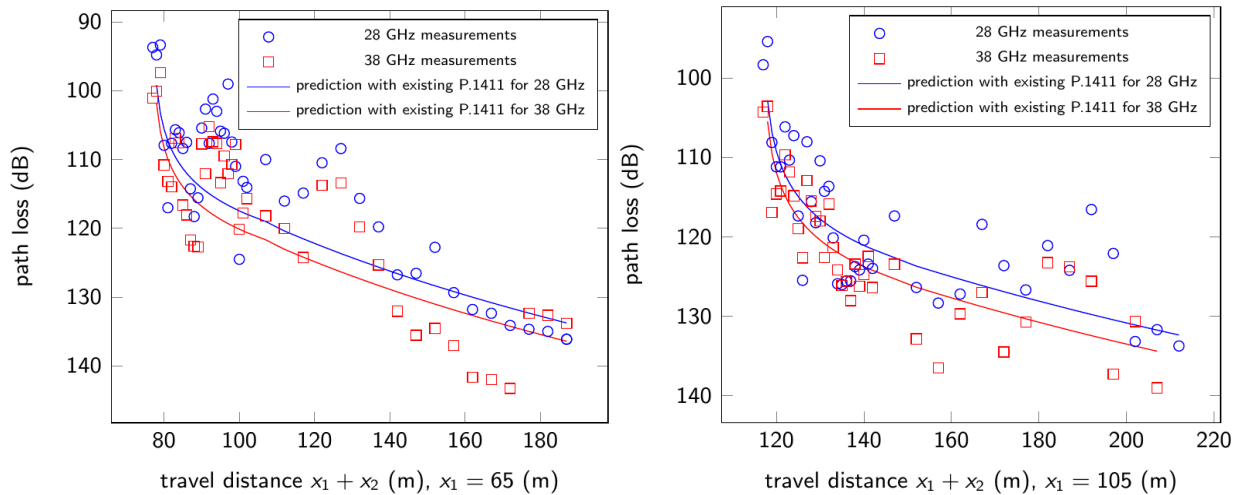 90
100
110
120
130
140
path loss (dB)
28 GHz measurements
38 GHz measurements
prediction with existing P.1411 for 28 GHz
prediction with existing P.1411 for 38 GHz
80 100 120 140 160 180
travel distance x₁ + x₂ (m), x₁ = 65 (m)
100
110
120
130
140
path loss (dB)
28 GHz measurements
38 GHz measurements
prediction with existing P.1411 for 28 GHz
prediction with existing P.1411 for 38 GHz
120 140 160 180 200 220
travel distance x₁ + x₂ (m), x₁ = 105 (m)